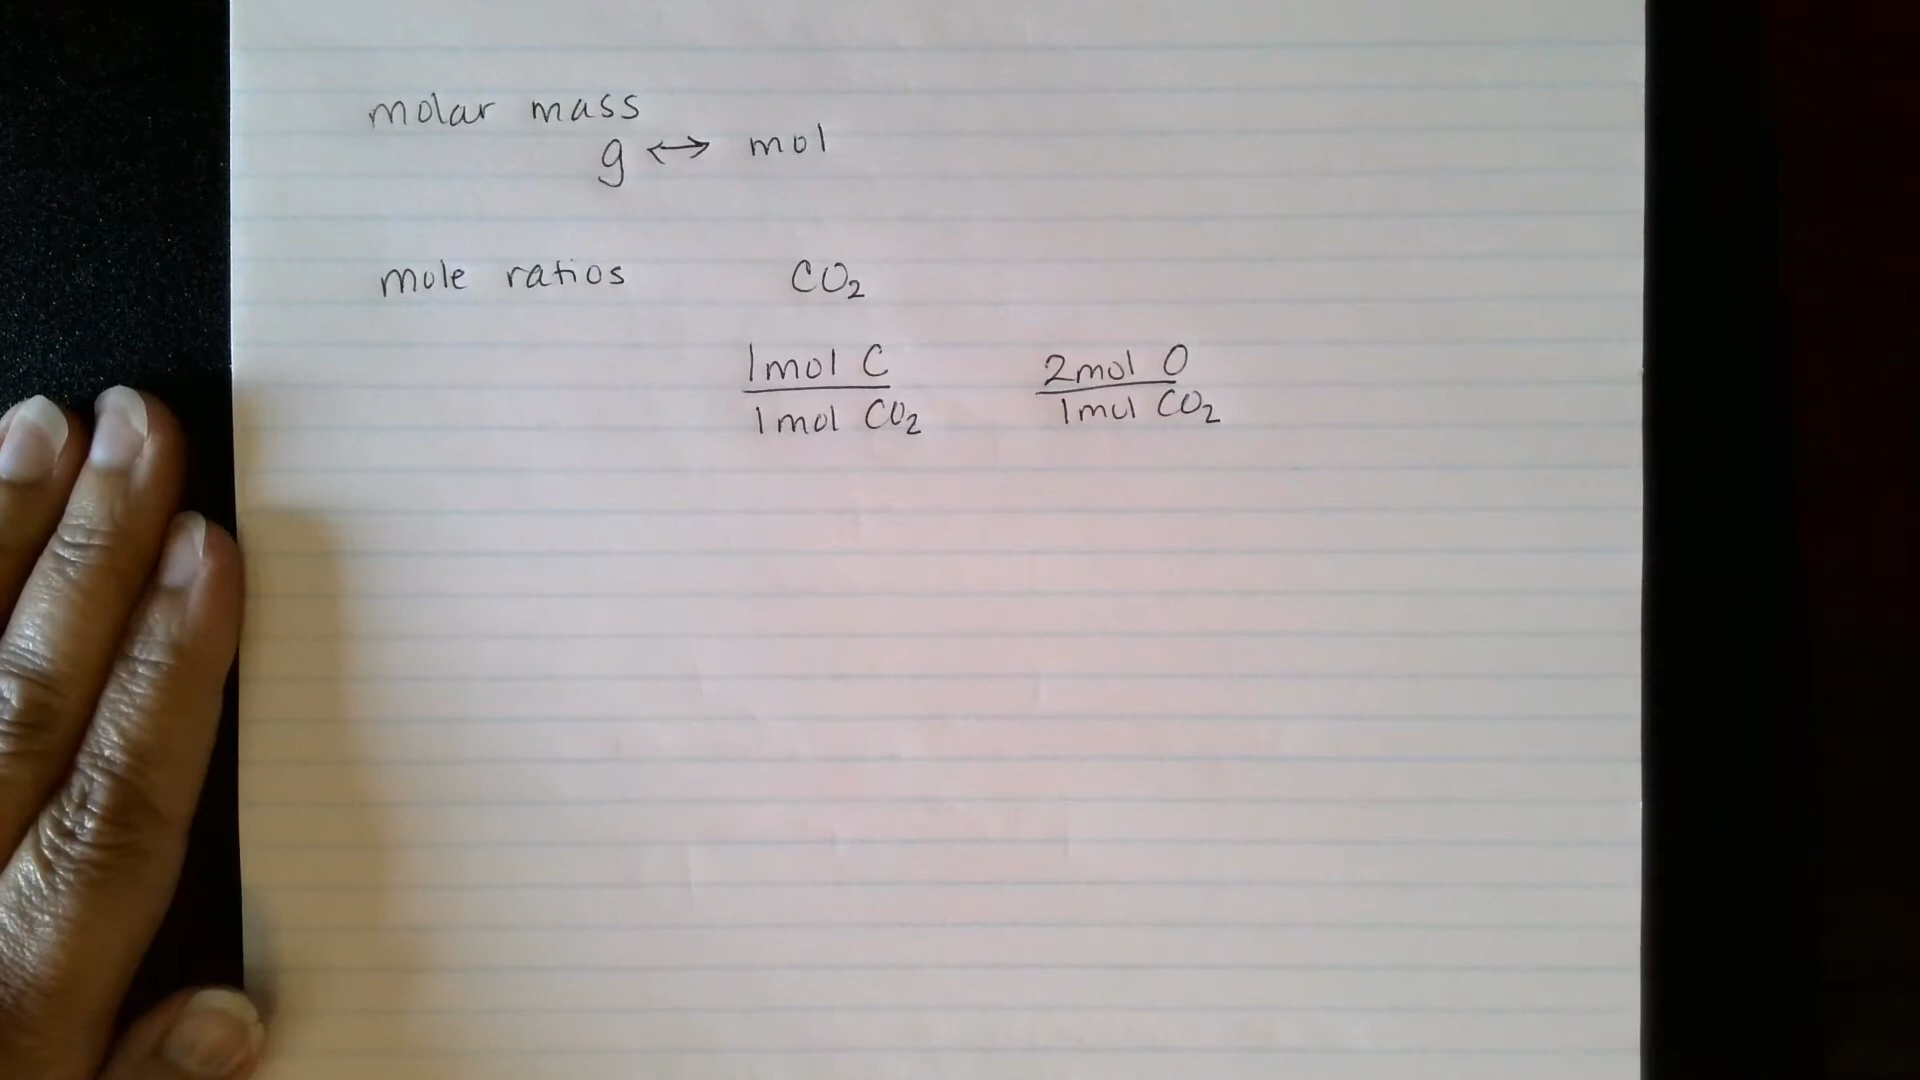 molar mass
g ↔ mol
mole ratios CO₂
1mol C 2mol O
1mol CO₂ 1mol CO₂